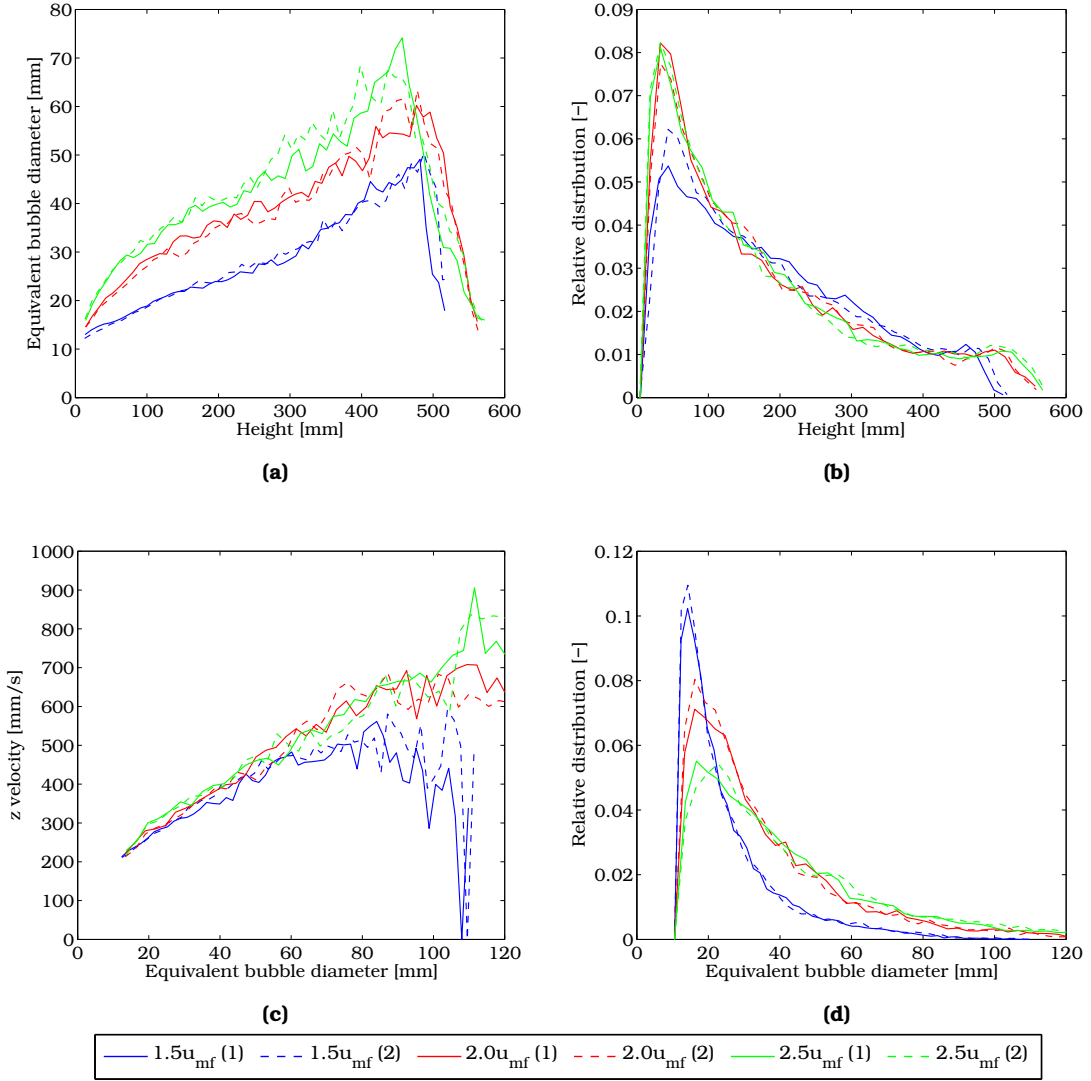 80
70
60
50
40
30
20
10
0
0 100 200 300 400 500 600
Equivalent bubble diameter [mm]
Height [mm]
(a)
0.09
0.08
0.07
0.06
0.05
0.04
0.03
0.02
0.01
0
0 100 200 300 400 500 600
Relative distribution [−]
Height [mm]
(b)
1000
900
800
700
600
500
400
300
200
100
0
0 20 40 60 80 100 120
z velocity [mm/s]
Equivalent bubble diameter [mm]
(c)
0.12
0.1
0.08
0.06
0.04
0.02
0
0 20 40 60 80 100 120
Relative distribution [−]
Equivalent bubble diameter [mm]
(d)
1.5u_mf (1) 1.5u_mf (2) 2.0u_mf (1) 2.0u_mf (2) 2.5u_mf (1) 2.5u_mf (2)